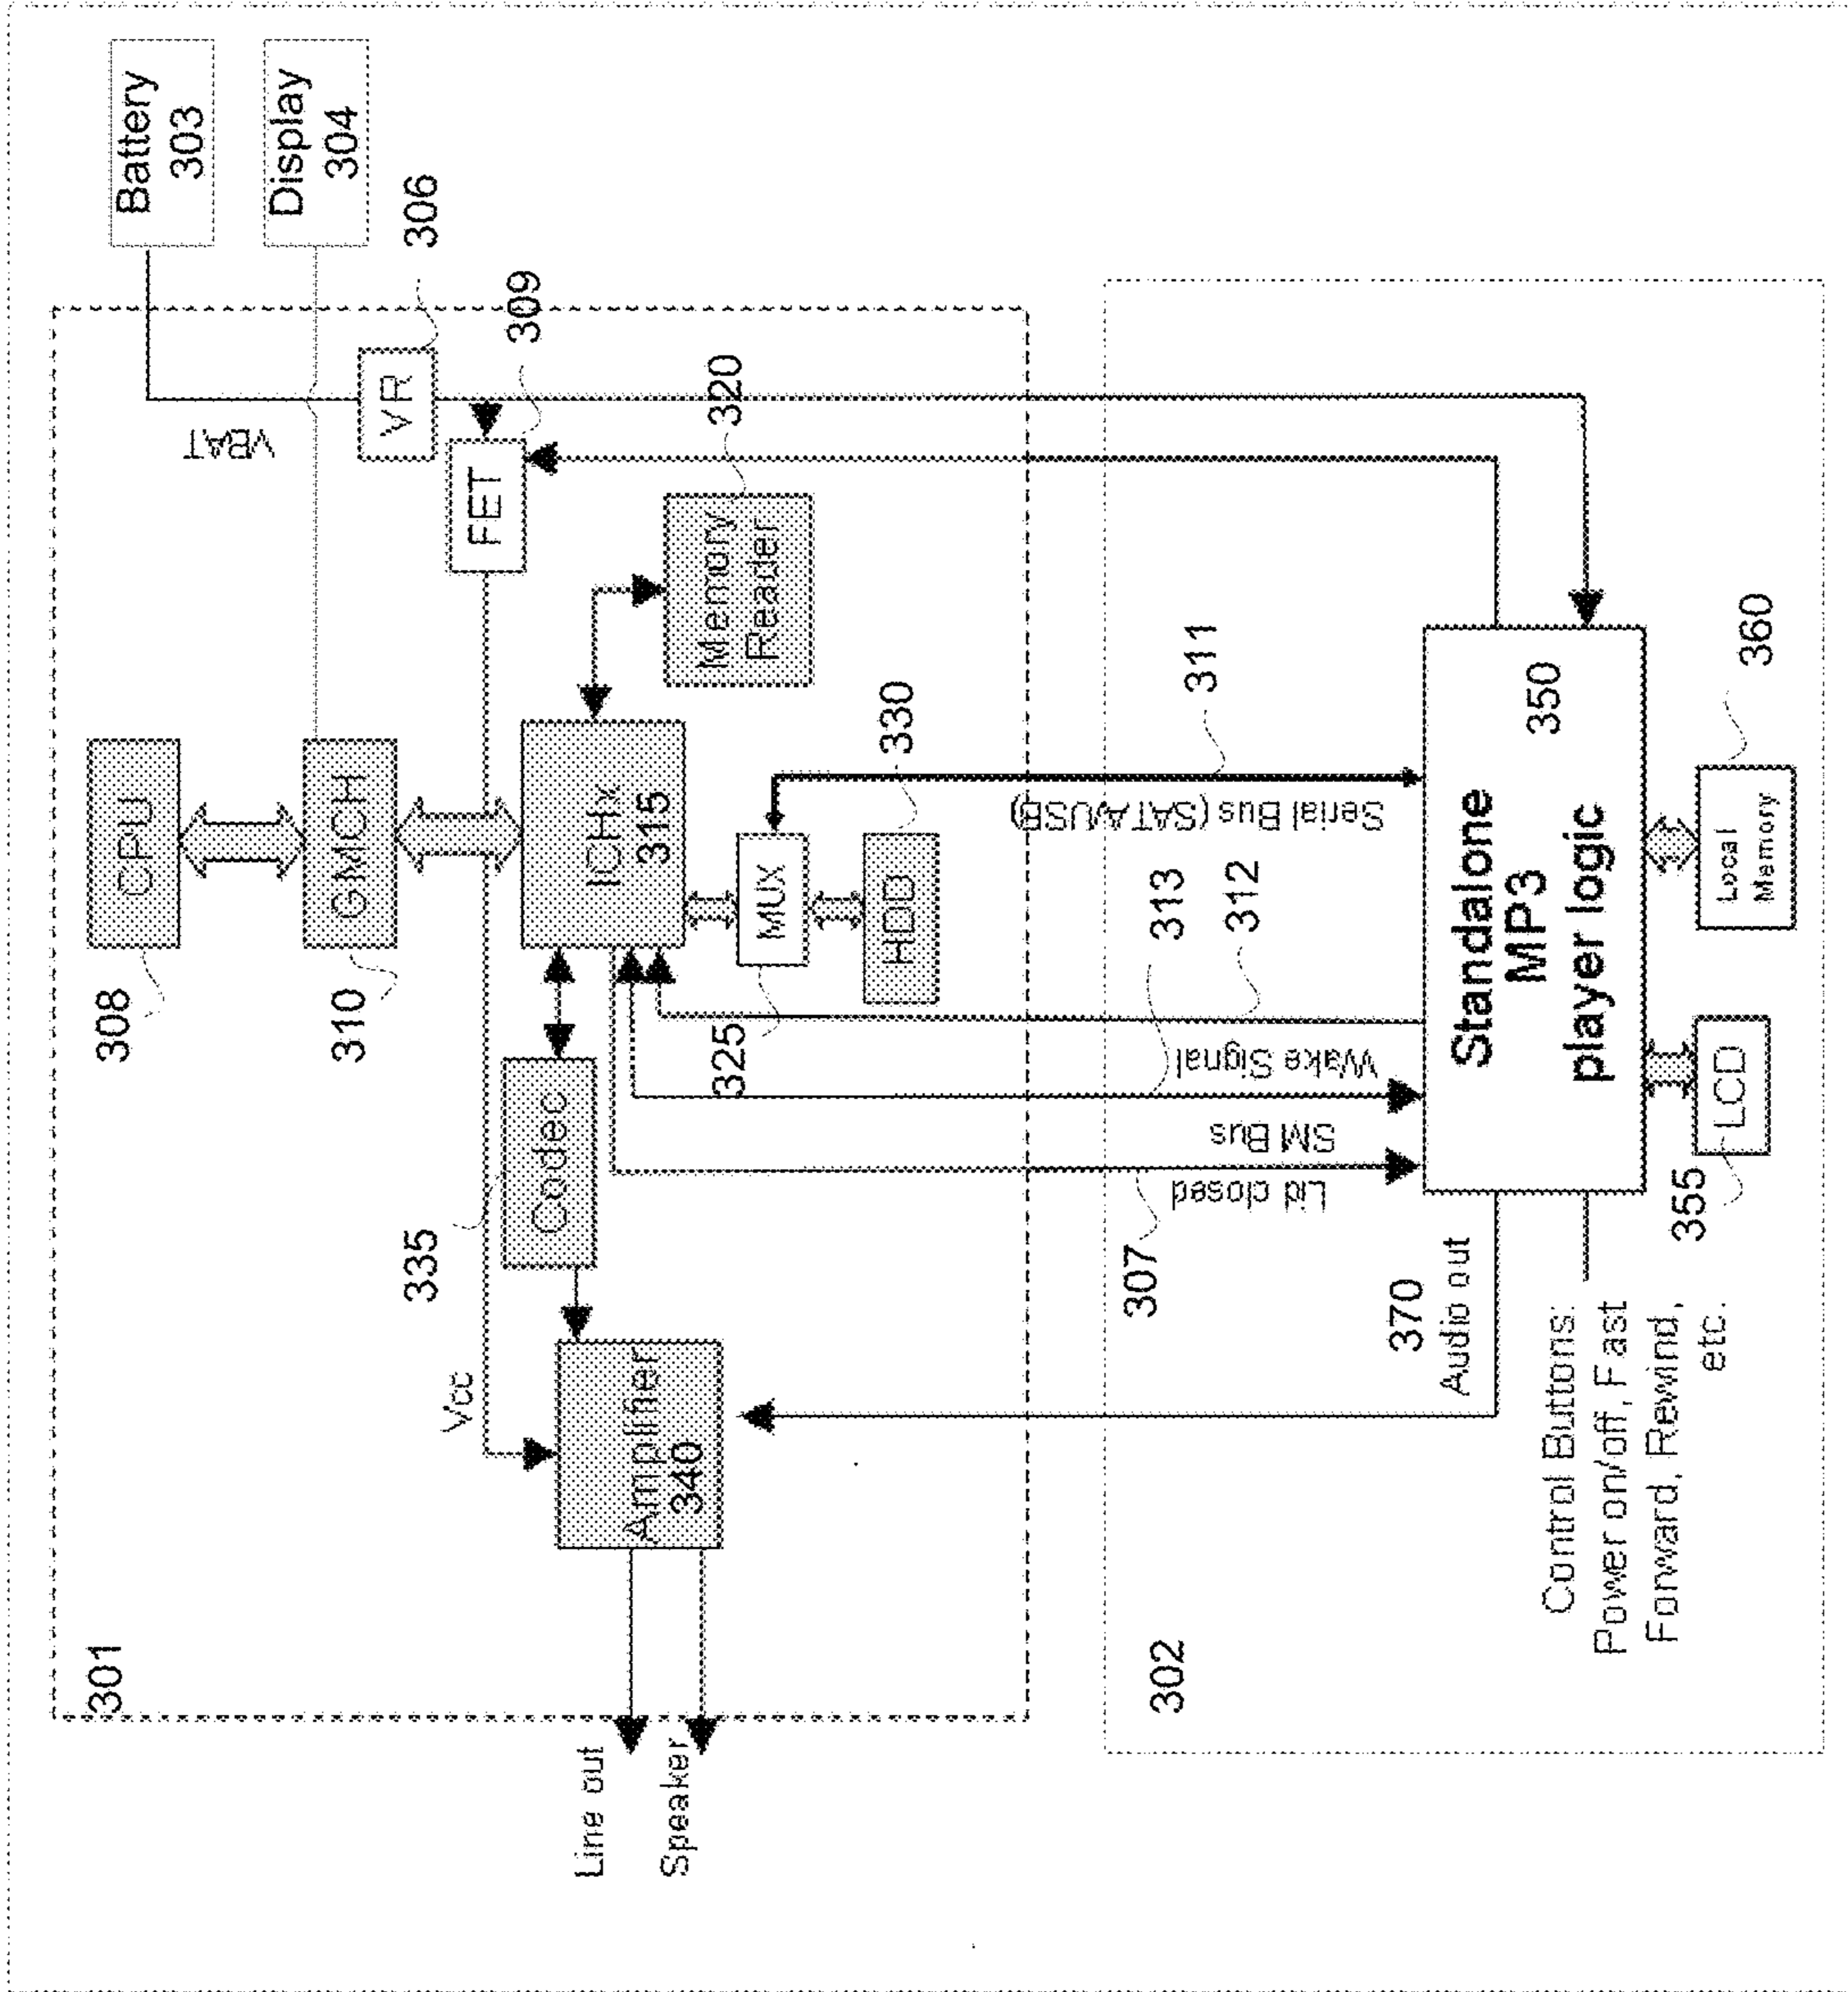 301
Line out
Speaker
Amplifier
340
Vcc
335
Codec
308
CPU
310
GMCH
ICHx
315
325
MUX
HDD
330
Memory
Reader
320
FET
309
VR
306
VBAT
Battery
303
Display
304
302
Lid closed
307
SM Bus
313
Wake Signal
312
Serial Bus (SATA/USB)
311
370
Audio out
Standalone
MP3
player logic
350
Control Buttons:
Power on/off, Fast
Forward, Rewind,
etc.
355
LCD
Local
Memory
360